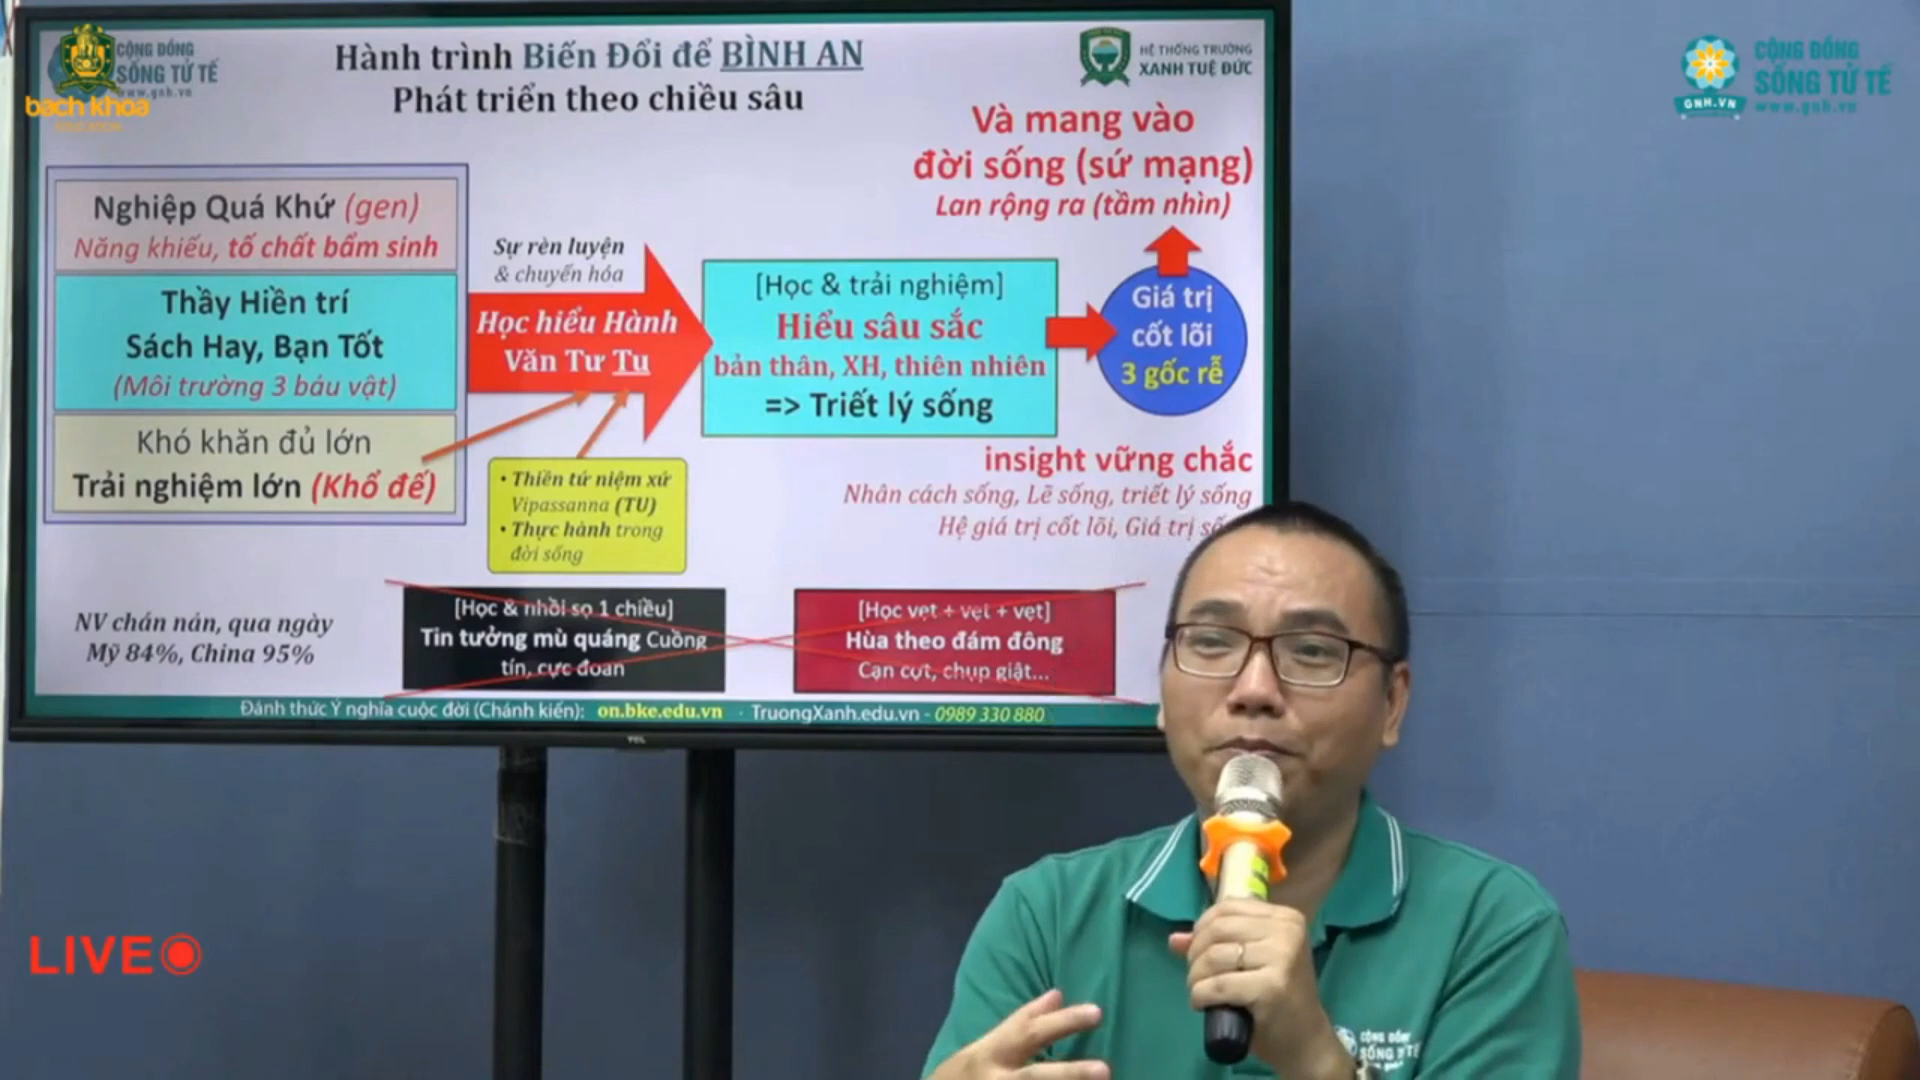 CỘNG ĐỒNG
SỐNG TỬ TẾ
www.gnh.vn
bach khoa
Hành trình Biến Đổi để BÌNH AN
Phát triển theo chiều sâu
HỆ THỐNG TRƯỜNG
XANH TUỆ ĐỨC
CỘNG ĐỒNG
SỐNG TỬ TẾ
www.gnh.vn
GNH.VN
Và mang vào
đời sống (sứ mạng)
Lan rộng ra (tầm nhìn)
Nghiệp Quá Khứ (gen)
Năng khiếu, tố chất bẩm sinh
Thầy Hiền trí
Sách Hay, Bạn Tốt
(Môi trường 3 báu vật)
Khó khăn đủ lớn
Trải nghiệm lớn (Khổ đế)
Sự rèn luyện
& chuyển hóa
Học hiểu Hành
Văn Tư Tu
• Thiền tứ niệm xứ
Vipassanna (TU)
• Thực hành trong
đời sống
[Học & trải nghiệm]
Hiểu sâu sắc
bản thân, XH, thiên nhiên
=> Triết lý sống
Giá trị
cốt lõi
3 gốc rễ
insight vững chắc
Nhân cách sống, Lẽ sống, triết lý sống
Hệ giá trị cốt lõi, Giá trị
NV chán nản, qua ngày
Mỹ 84%, China 95%
[Học & nhồi sọ 1 chiều]
Tin tưởng mù quáng Cuồng
tín, cực đoan
[Học vẹt + vẹt + vẹt]
Hùa theo đám đông
Cạn cợt, chụp giật...
Đánh thức Ý nghĩa cuộc đời (Chánh kiến): on.bke.edu.vn · TruongXanh.edu.vn - 0989 330 880
TCL
LIVE
CỘNG ĐỒNG
SỐNG TỬ TẾ